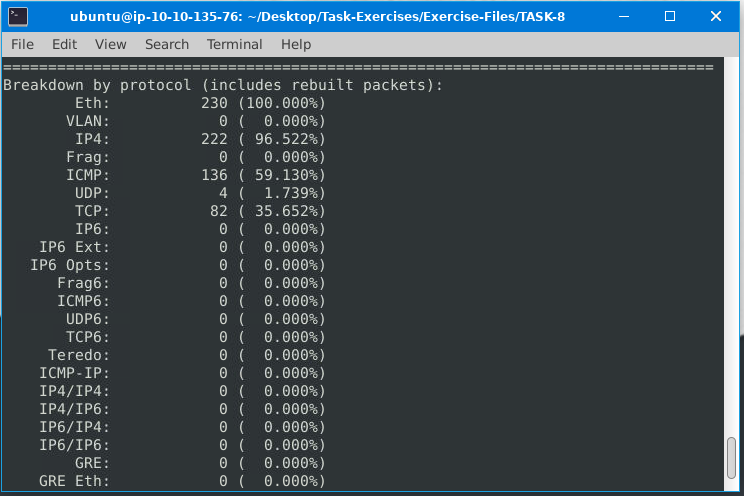 ubuntu@ip-10-10-135-76: ~/Desktop/Task-Exercises/Exercise-Files/TASK-8
File Edit View Search Terminal Help
===============================================================================
Breakdown by protocol (includes rebuilt packets):
        Eth:          230 (100.000%)
       VLAN:            0 (  0.000%)
        IP4:          222 ( 96.522%)
       Frag:            0 (  0.000%)
       ICMP:          136 ( 59.130%)
        UDP:            4 (  1.739%)
        TCP:           82 ( 35.652%)
        IP6:            0 (  0.000%)
    IP6 Ext:            0 (  0.000%)
   IP6 Opts:            0 (  0.000%)
      Frag6:            0 (  0.000%)
      ICMP6:            0 (  0.000%)
       UDP6:            0 (  0.000%)
       TCP6:            0 (  0.000%)
     Teredo:            0 (  0.000%)
    ICMP-IP:            0 (  0.000%)
    IP4/IP4:            0 (  0.000%)
    IP4/IP6:            0 (  0.000%)
    IP6/IP4:            0 (  0.000%)
    IP6/IP6:            0 (  0.000%)
        GRE:            0 (  0.000%)
    GRE Eth:            0 (  0.000%)